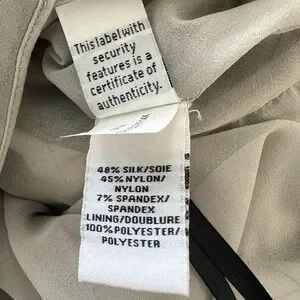 This label with
security
features is a
certificate of
authenticity.
48% SILK/SOIE
45% NYLON/
NYLON
7% SPANDEX/
SPANDEX
LINING/DOUBLURE
100% POLYESTER/
POLYESTER